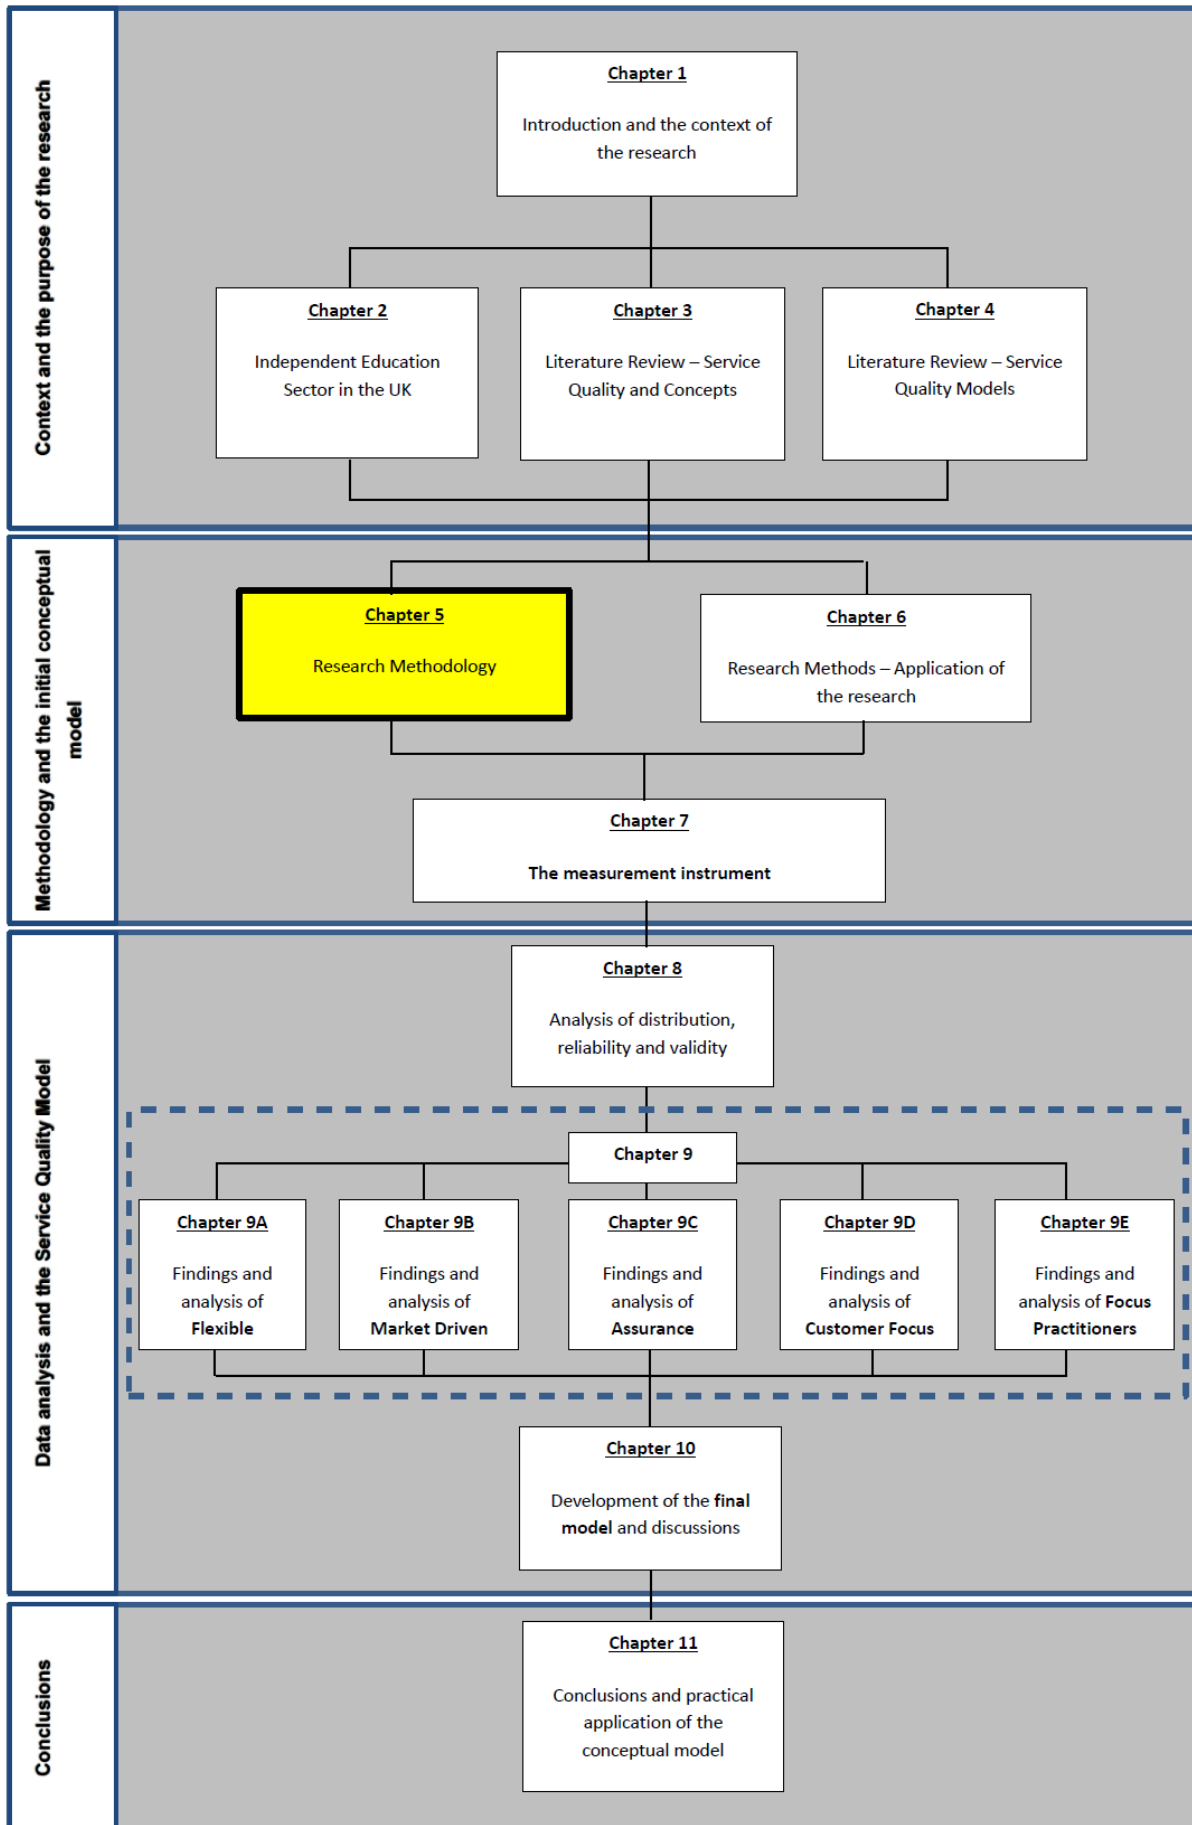 Context and the purpose of the research
Chapter 1
Introduction and the context of
the research
Chapter 2
Independent Education
Sector in the UK
Chapter 3
Literature Review – Service
Quality and Concepts
Chapter 4
Literature Review – Service
Quality Models
Methodology and the initial conceptual
model
Chapter 5
Research Methodology
Chapter 6
Research Methods – Application of
the research
Chapter 7
The measurement instrument
Data analysis and the Service Quality Model
Chapter 8
Analysis of distribution,
reliability and validity
Chapter 9
Chapter 9A
Findings and
analysis of
Flexible
Chapter 9B
Findings and
analysis of
Market Driven
Chapter 9C
Findings and
analysis of
Assurance
Chapter 9D
Findings and
analysis of
Customer Focus
Chapter 9E
Findings and
analysis of Focus
Practitioners
Chapter 10
Development of the final
model and discussions
Conclusions
Chapter 11
Conclusions and practical
application of the
conceptual model